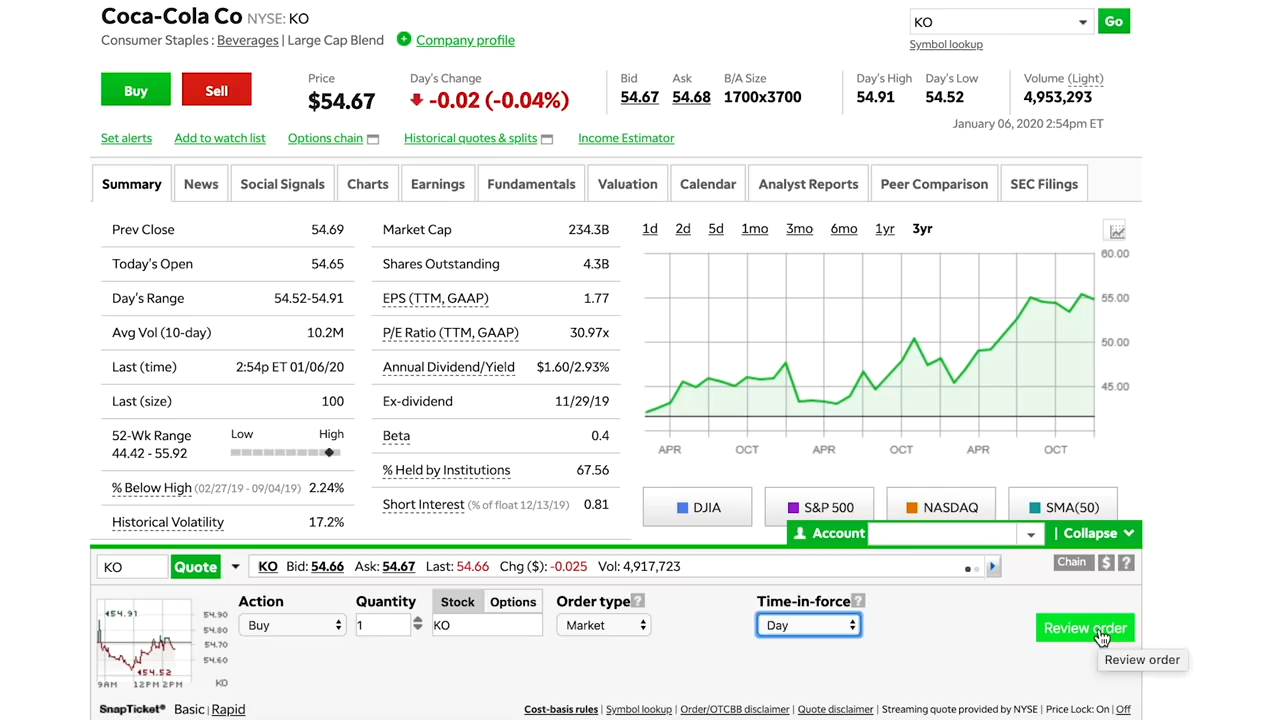 Coca-Cola Co NYSE: KO
Consumer Staples : Beverages | Large Cap Blend + Company profile
KO Go
Symbol lookup
Buy Sell
Price Day's Change Bid Ask B/A Size Day's High Day's Low Volume (Light)
$54.67 -0.02 (-0.04%) 54.67 54.68 1700x3700 54.91 54.52 4,953,293
January 06, 2020 2:54pm ET
Set alerts Add to watch list Options chain Historical quotes & splits Income Estimator
Summary News Social Signals Charts Earnings Fundamentals Valuation Calendar Analyst Reports Peer Comparison SEC Filings
Prev Close 54.69
Today's Open 54.65
Day's Range 54.52-54.91
Avg Vol (10-day) 10.2M
Last (time) 2:54p ET 01/06/20
Last (size) 100
52-Wk Range Low High
44.42 - 55.92
% Below High (02/27/19 - 09/04/19) 2.24%
Historical Volatility 17.2%
Market Cap 234.3B
Shares Outstanding 4.3B
EPS (TTM, GAAP) 1.77
P/E Ratio (TTM, GAAP) 30.97x
Annual Dividend/Yield $1.60/2.93%
Ex-dividend 11/29/19
Beta 0.4
% Held by Institutions 67.56
Short Interest (% of float 12/13/19) 0.81
1d 2d 5d 1mo 3mo 6mo 1yr 3yr
60.00
55.00
50.00
45.00
APR OCT APR OCT APR OCT
DJIA S&P 500 NASDAQ SMA(50)
Account | Collapse
KO Quote KO Bid: 54.66 Ask: 54.67 Last: 54.66 Chg ($): -0.025 Vol: 4,917,723 Chain $ ?
Action Quantity Stock Options Order type ? Time-in-force ?
Buy 1 KO Market Day Review order
Review order
54.91
54.52
54.90
54.80
54.70
54.60
9AM 12PM 2PM KO
SnapTicket® Basic | Rapid
Cost-basis rules | Symbol lookup | Order/OTCBB disclaimer | Quote disclaimer | Streaming quote provided by NYSE | Price Lock: On | Off